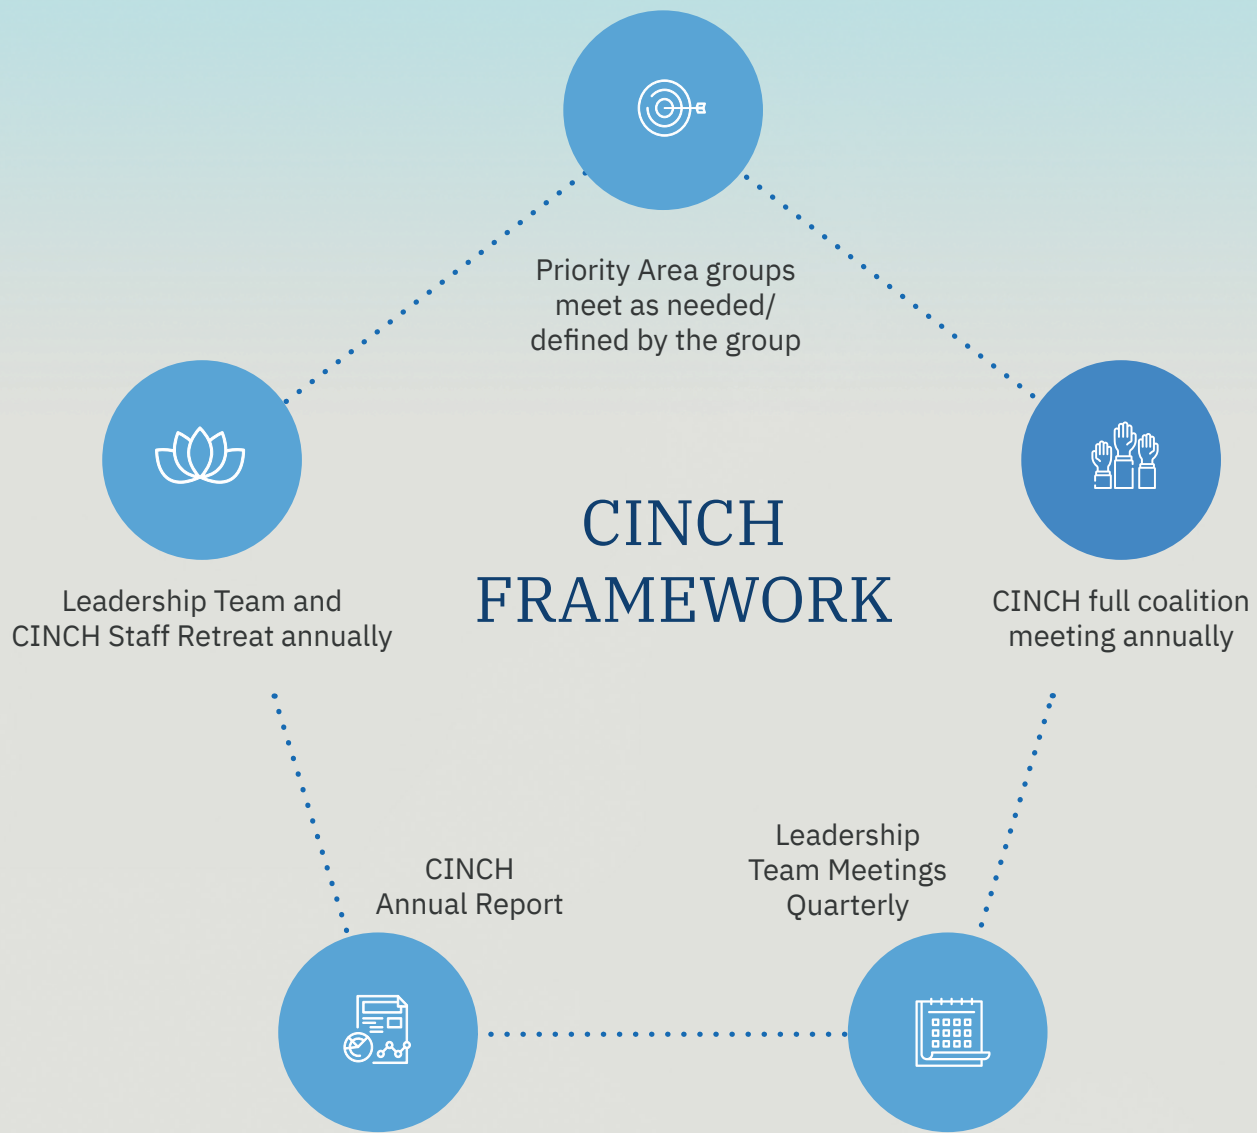 Priority Area groups
meet as needed/
defined by the group
CINCH
FRAMEWORK
Leadership Team and
CINCH Staff Retreat annually
CINCH full coalition
meeting annually
CINCH
Annual Report
Leadership
Team Meetings
Quarterly